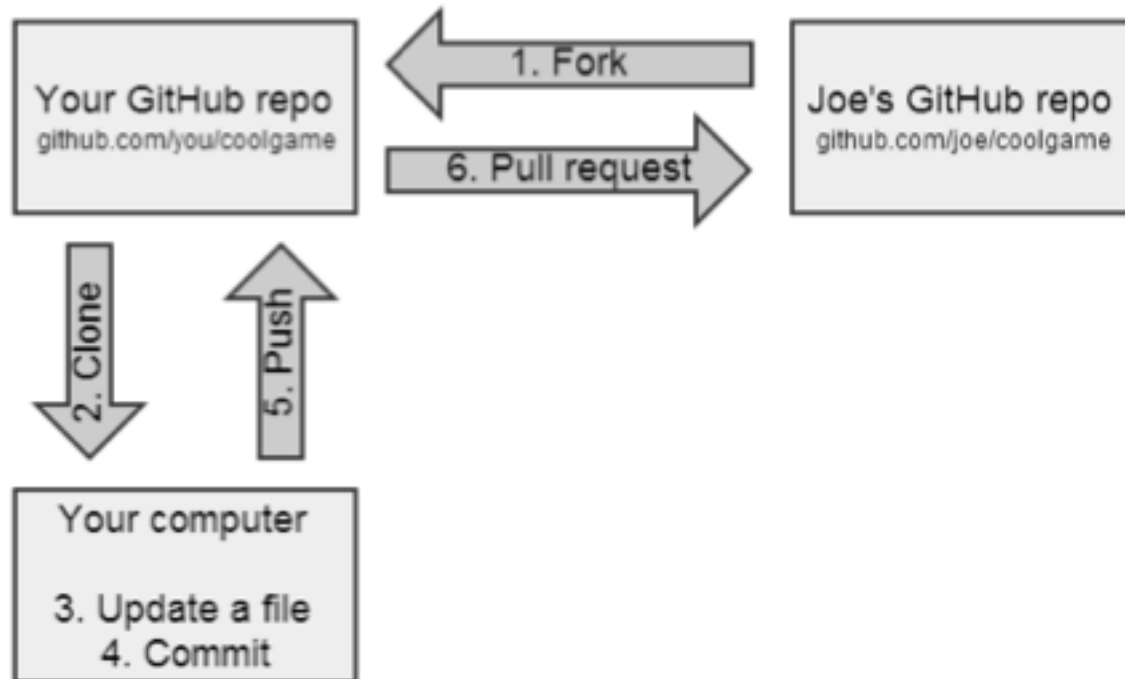 Your GitHub repo
github.com/you/coolgame
1. Fork
6. Pull request
Joe's GitHub repo
github.com/joe/coolgame
2. Clone
5. Push
Your computer
3. Update a file
4. Commit